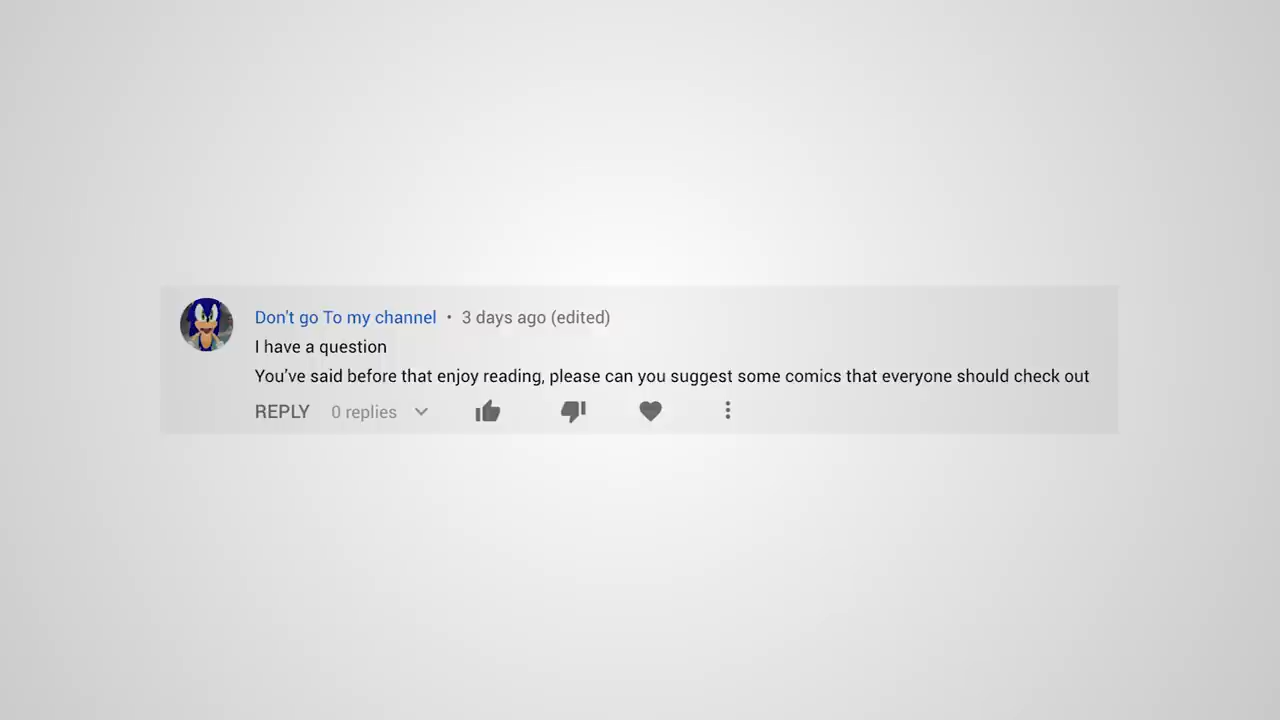 Don't go To my channel • 3 days ago (edited)
I have a question
You've said before that enjoy reading, please can you suggest some comics that everyone should check out
REPLY 0 replies